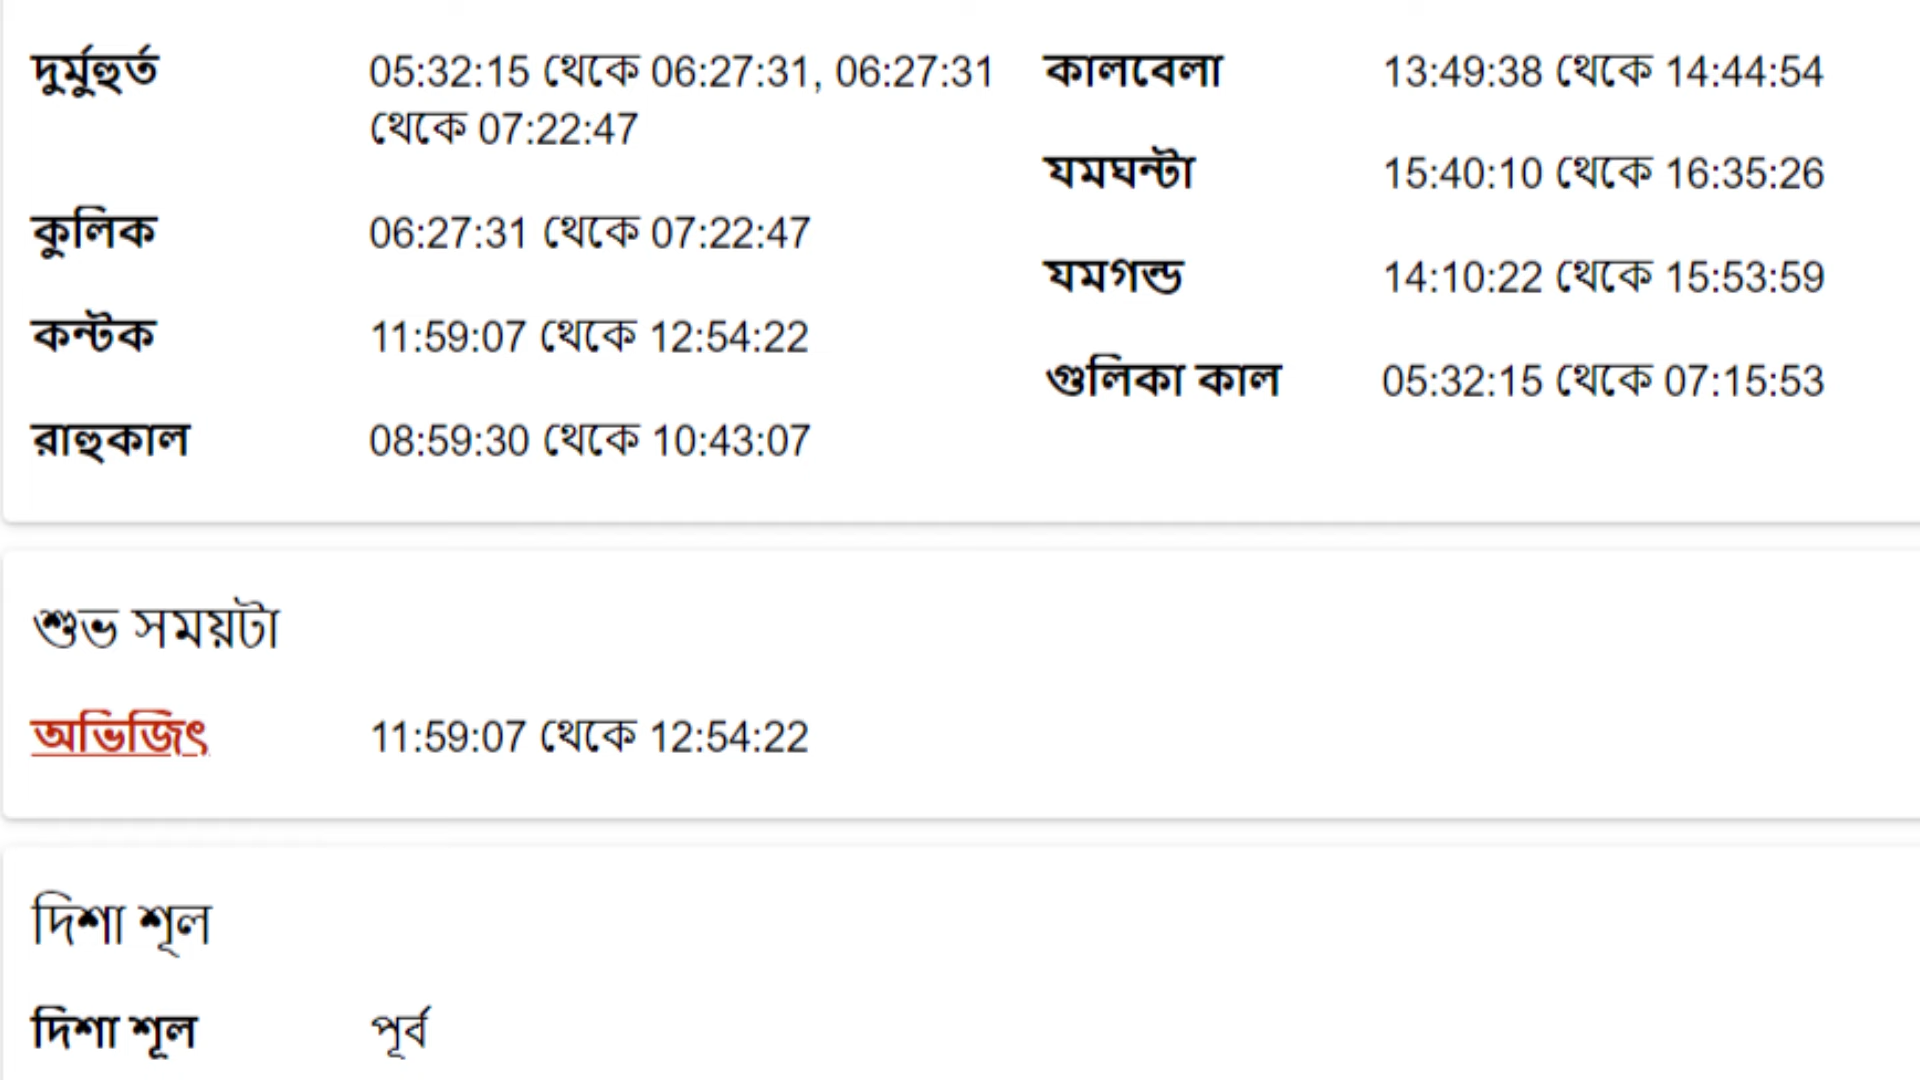 দুর্মুহুর্ত 05:32:15 থেকে 06:27:31, 06:27:31
থেকে 07:22:47
কুলিক 06:27:31 থেকে 07:22:47
কন্টক 11:59:07 থেকে 12:54:22
রাহুকাল 08:59:30 থেকে 10:43:07
কালবেলা 13:49:38 থেকে 14:44:54
যমঘন্টা 15:40:10 থেকে 16:35:26
যমগন্ড 14:10:22 থেকে 15:53:59
গুলিকা কাল 05:32:15 থেকে 07:15:53
শুভ সময়টা
অভিজিৎ 11:59:07 থেকে 12:54:22
দিশা শূল
দিশা শূল পূর্ব